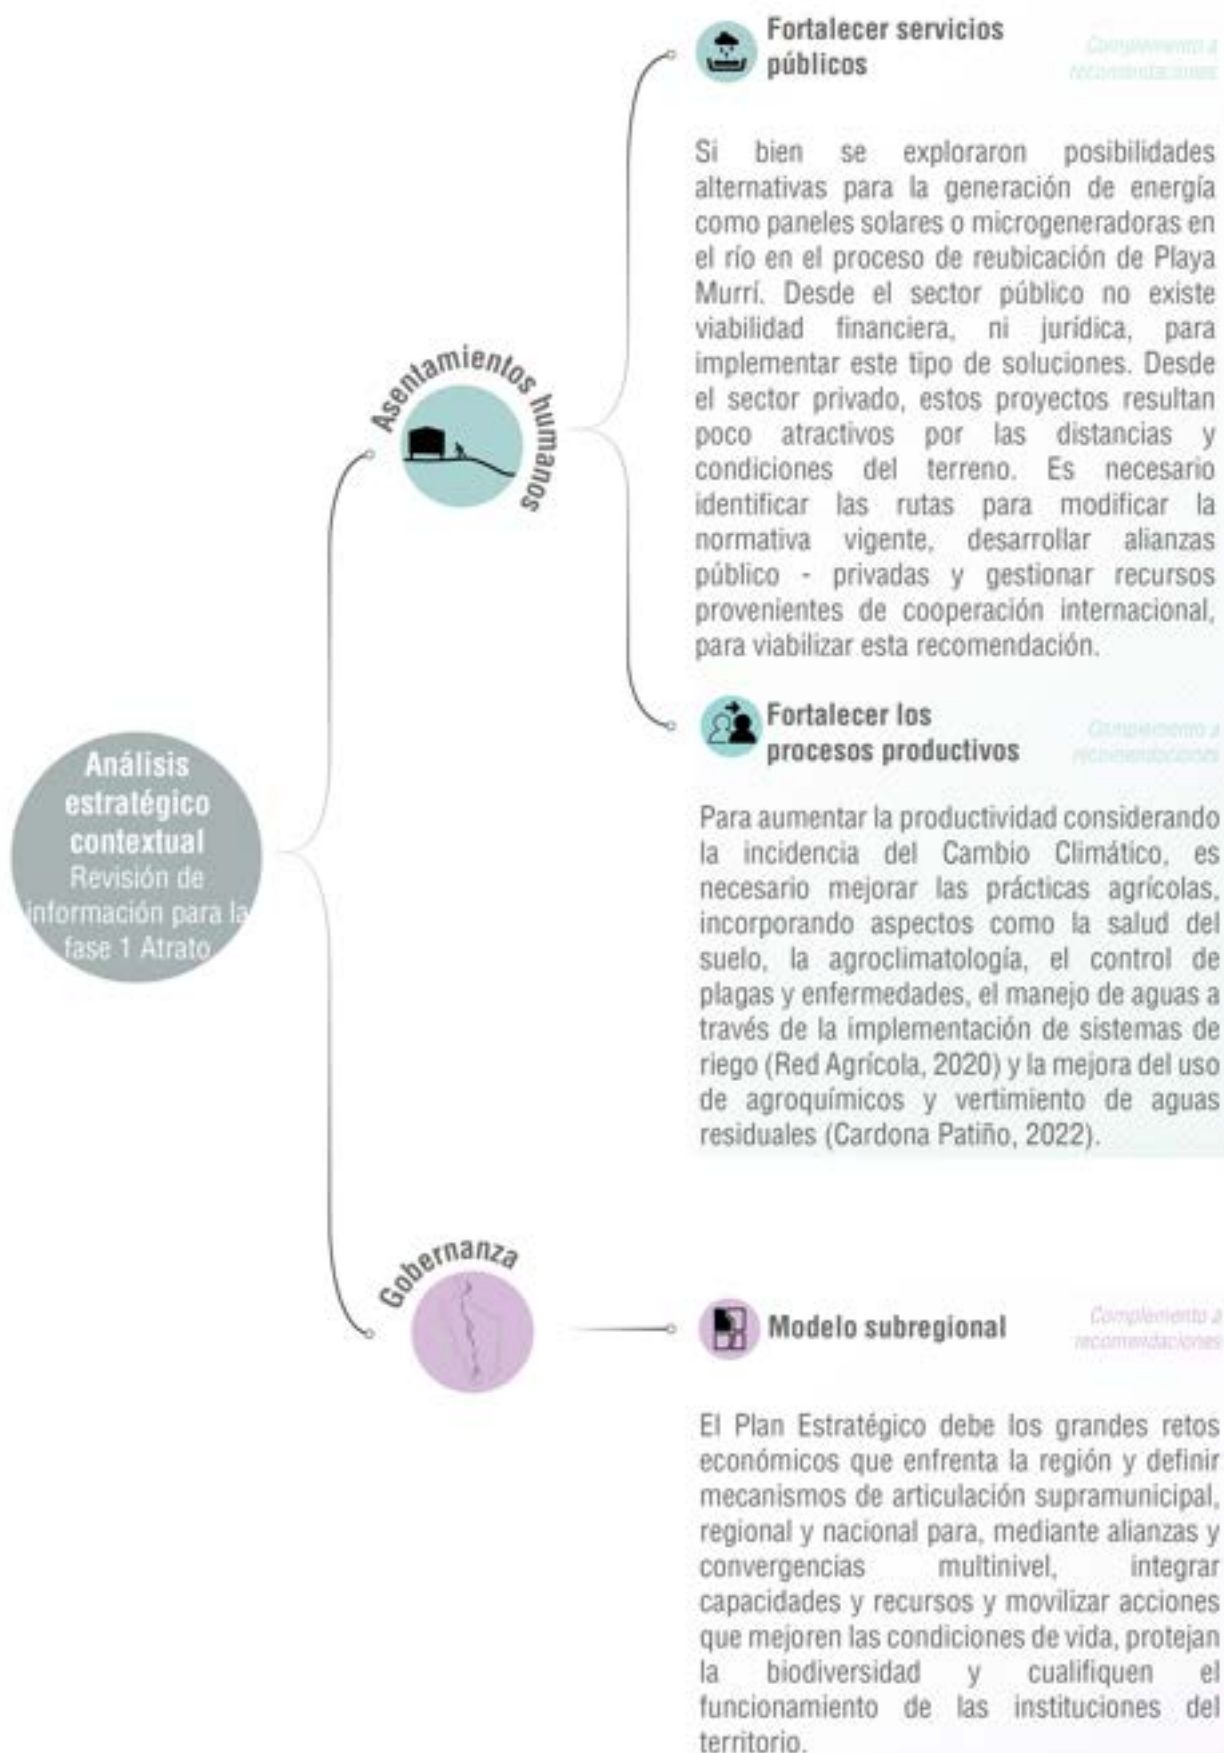 Análisis
estratégico
contextual
Revisión de
información para la
fase 1 Atrato
Asentamientos humanos
Fortalecer servicios
públicos
Complemento a
recomendaciones
Si bien se exploraron posibilidades
alternativas para la generación de energía
como paneles solares o microgeneradoras en
el río en el proceso de reubicación de Playa
Murrí. Desde el sector público no existe
viabilidad financiera, ni jurídica, para
implementar este tipo de soluciones. Desde
el sector privado, estos proyectos resultan
poco atractivos por las distancias y
condiciones del terreno. Es necesario
identificar las rutas para modificar la
normativa vigente, desarrollar alianzas
público - privadas y gestionar recursos
provenientes de cooperación internacional,
para viabilizar esta recomendación.
Fortalecer los
procesos productivos
Complemento a
recomendaciones
Para aumentar la productividad considerando
la incidencia del Cambio Climático, es
necesario mejorar las prácticas agrícolas,
incorporando aspectos como la salud del
suelo, la agroclimatología, el control de
plagas y enfermedades, el manejo de aguas a
través de la implementación de sistemas de
riego (Red Agrícola, 2020) y la mejora del uso
de agroquímicos y vertimiento de aguas
residuales (Cardona Patiño, 2022).
Gobernanza
Modelo subregional
Complemento a
recomendaciones
El Plan Estratégico debe los grandes retos
económicos que enfrenta la región y definir
mecanismos de articulación supramunicipal,
regional y nacional para, mediante alianzas y
convergencias multinivel, integrar
capacidades y recursos y movilizar acciones
que mejoren las condiciones de vida, protejan
la biodiversidad y cualifiquen el
funcionamiento de las instituciones del
territorio.